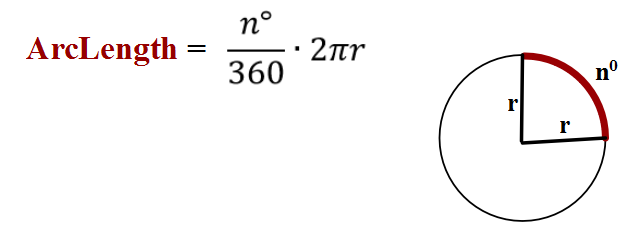 ArcLength = n°/360 · 2πr
n⁰
r
r